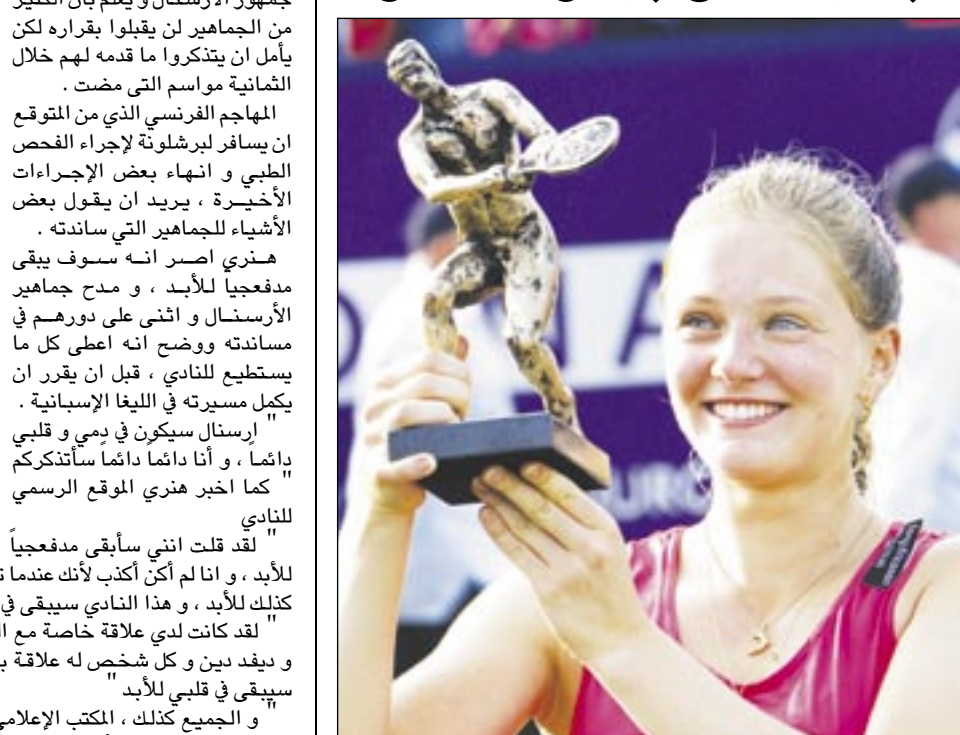 جمهور الأرسنال و يعلم بأن الكثير
من الجماهير لن يقبلوا بقراره لكن
يأمل ان يتذكروا ما قدمه لهم خلال
الثمانية مواسم التى مضت .
المهاجم الفرنسي الذي من المتوقع
ان يسافر لبرشلونة لإجراء الفحص
الطبي و انهاء بعض الإجراءات
الأخيرة ، يريد ان يقول بعض
الأشياء للجماهير التي ساندته .
هنري اصر انه سوف يبقى
مدفعجياً للأبد ، و مدح جماهير
الأرسنال و اثنى على دورهم في
مساندته ووضح انه اعطى كل ما
يستطيع للنادي ، قبل ان يقرر ان
يكمل مسيرته في الليغا الإسبانية .
" ارسنال سيكون في دمي و قلبي
دائماً ، و أنا دائماً دائماً سأتذكركم
" كما اخبر هنري الموقع الرسمي
للنادي
" لقد قلت انني سأبقى مدفعجياً
للأبد ، و انا لم أكن أكذب لأنك عندما
كذلك للأبد ، و هذا النادي سيبقى في
" لقد كانت لدي علاقة خاصة مع
و ديفد دين و كل شخص له علاقة
سيبقى في قلبي للأبد "
" و الجميع كذلك ، المكتب الإعلامي